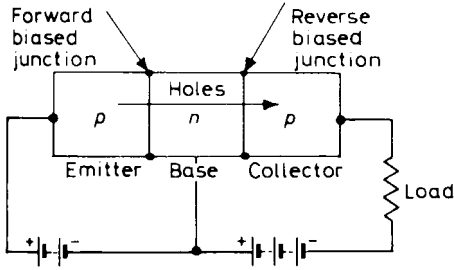 Forward
biased
junction
Reverse
biased
junction
Holes
p
n
p
Emitter
Base
Collector
Load
+
-
+
-